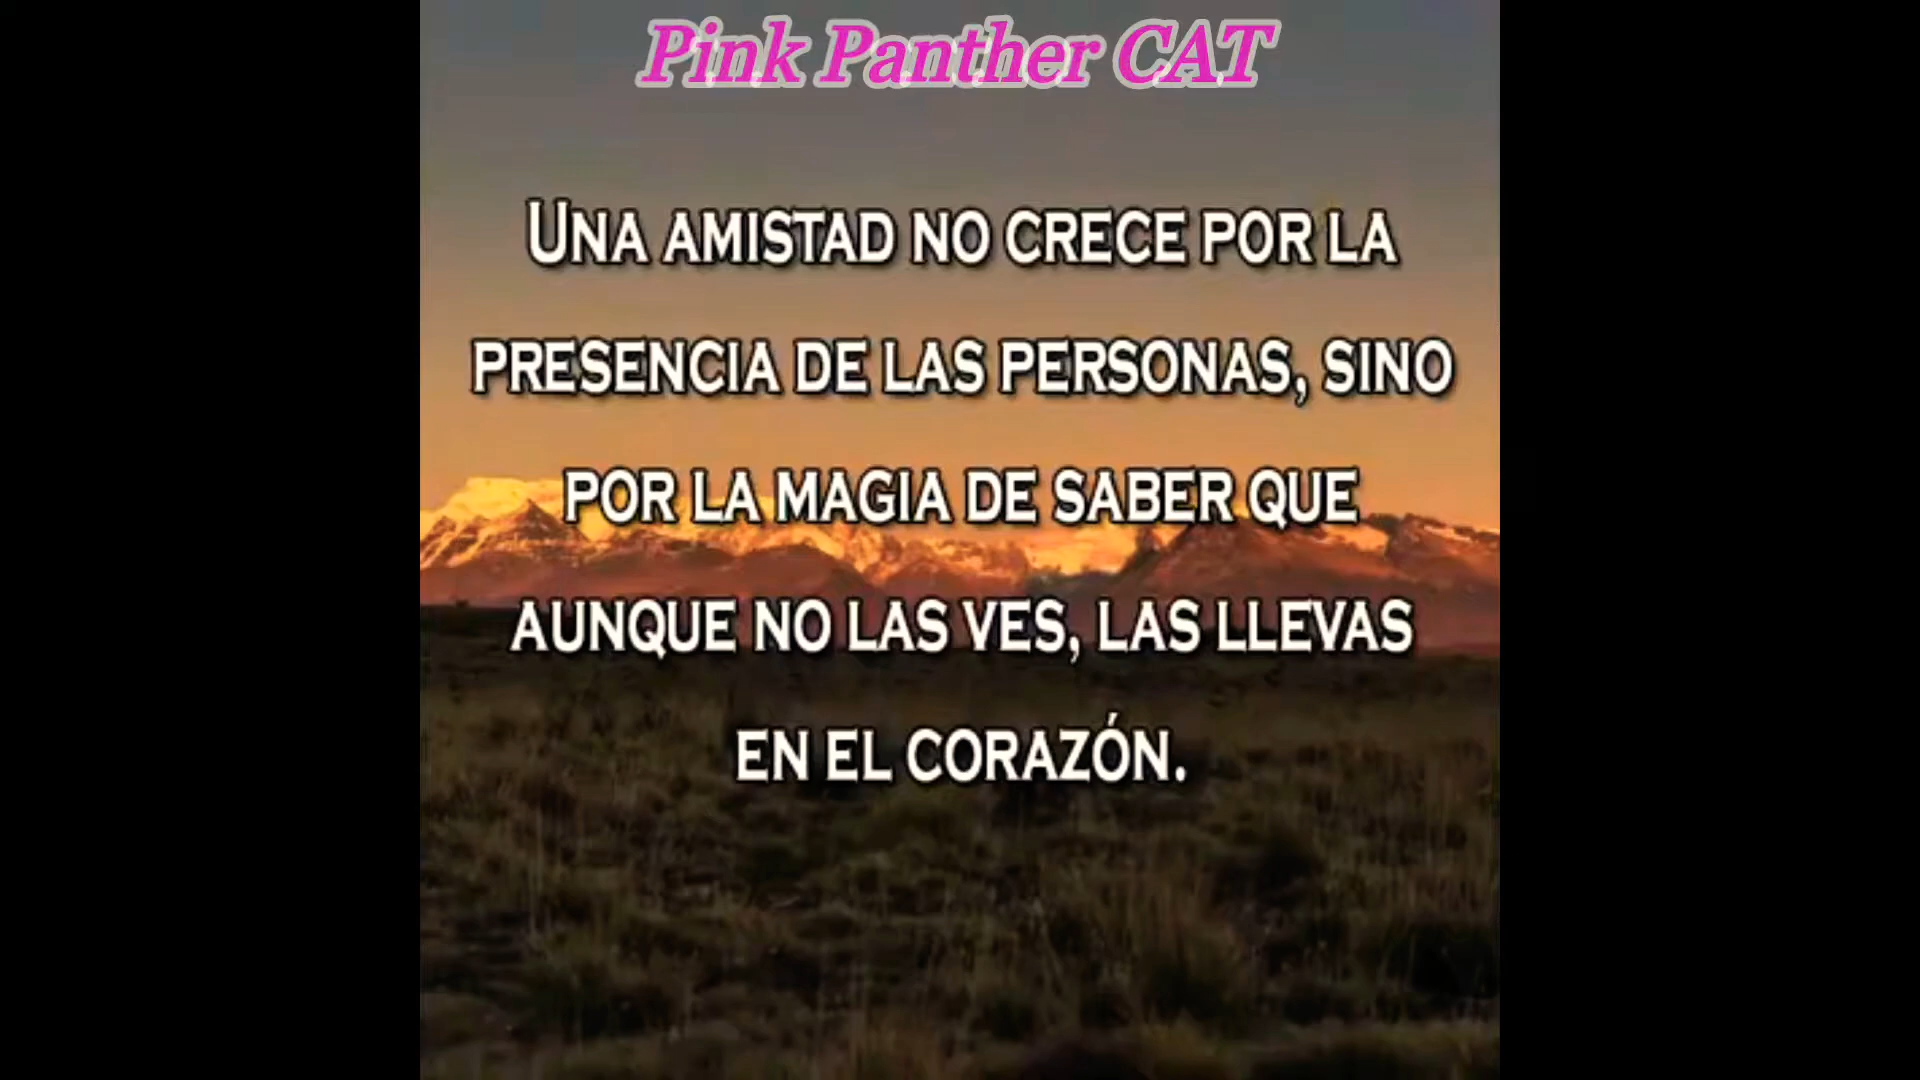 Pink Panther CAT
UNA AMISTAD NO CRECE POR LA
PRESENCIA DE LAS PERSONAS, SINO
POR LA MAGIA DE SABER QUE
AUNQUE NO LAS VES, LAS LLEVAS
EN EL CORAZÓN.